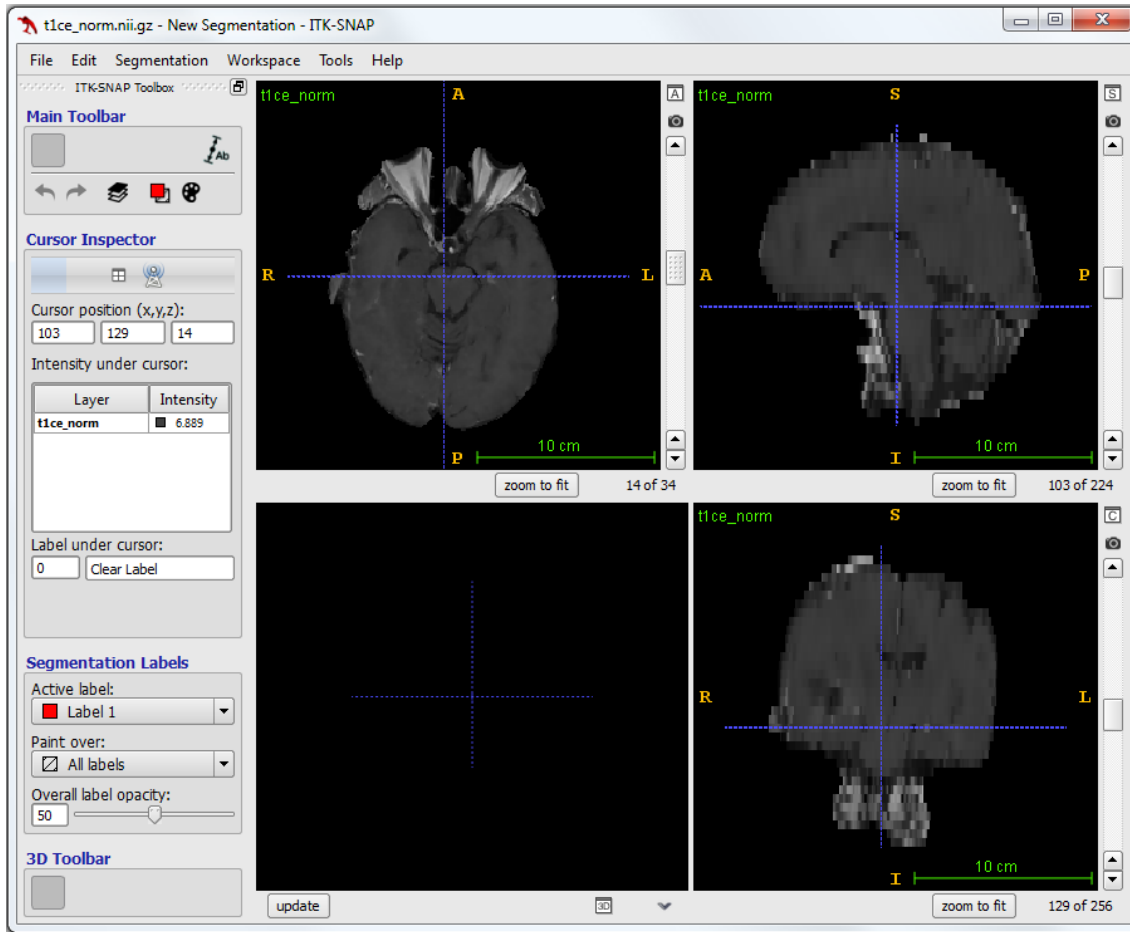 t1ce_norm.nii.gz - New Segmentation - ITK-SNAP
File Edit Segmentation Workspace Tools Help
ITK-SNAP Toolbox
Main Toolbar
Ab
Cursor Inspector
Cursor position (x,y,z):
103 129 14
Intensity under cursor:
Layer Intensity
t1ce_norm 6.889
Label under cursor:
0 Clear Label
Segmentation Labels
Active label:
Label 1
Paint over:
All labels
Overall label opacity:
50
3D Toolbar
t1ce_norm
A
A
R
L
10 cm
P
zoom to fit 14 of 34
t1ce_norm
S
S
A
P
10 cm
I
zoom to fit 103 of 224
update
3D
t1ce_norm
S
C
R
L
10 cm
I
zoom to fit 129 of 256